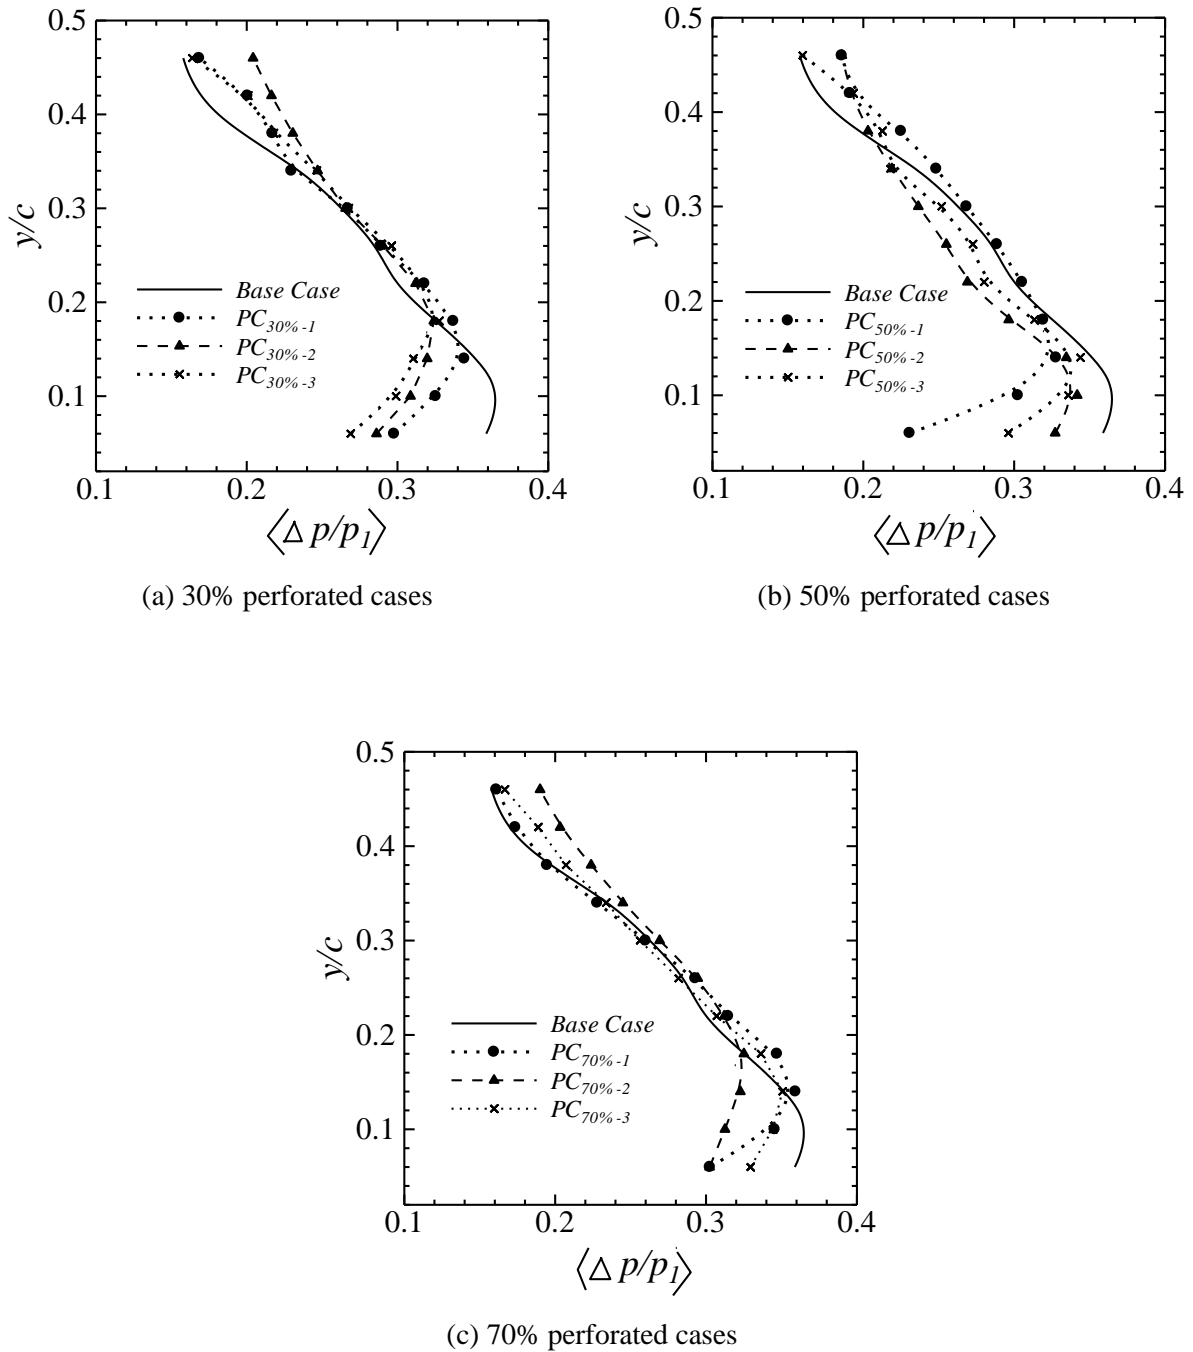 0.5
0.4
0.3
0.2
0.1
y/c
Base Case
PC30%-1
PC30%-2
PC30%-3
0.1 0.2 0.3 0.4
⟨Δ p/p1⟩
(a) 30% perforated cases
0.5
0.4
0.3
0.2
0.1
y/c
Base Case
PC50%-1
PC50%-2
PC50%-3
0.1 0.2 0.3 0.4
⟨Δ p/p1⟩
(b) 50% perforated cases
0.5
0.4
0.3
0.2
0.1
y/c
Base Case
PC70%-1
PC70%-2
PC70%-3
0.1 0.2 0.3 0.4
⟨Δ p/p1⟩
(c) 70% perforated cases